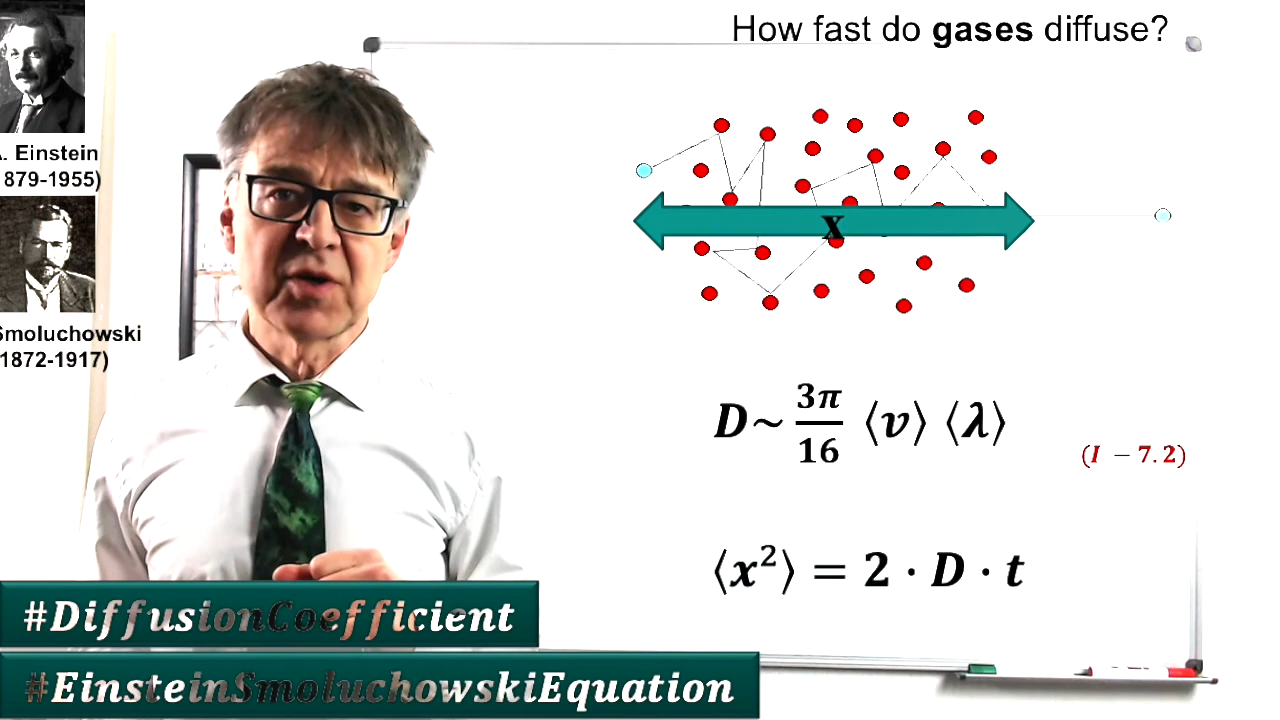 How fast do gases diffuse?
. Einstein
879-1955)
Smoluchowski
1872-1917)
x
D~ 3π/16 ⟨v⟩ ⟨λ⟩
(I - 7.2)
⟨x²⟩ = 2 · D · t
#DiffusionCoefficient
#EinsteinSmoluchowskiEquation